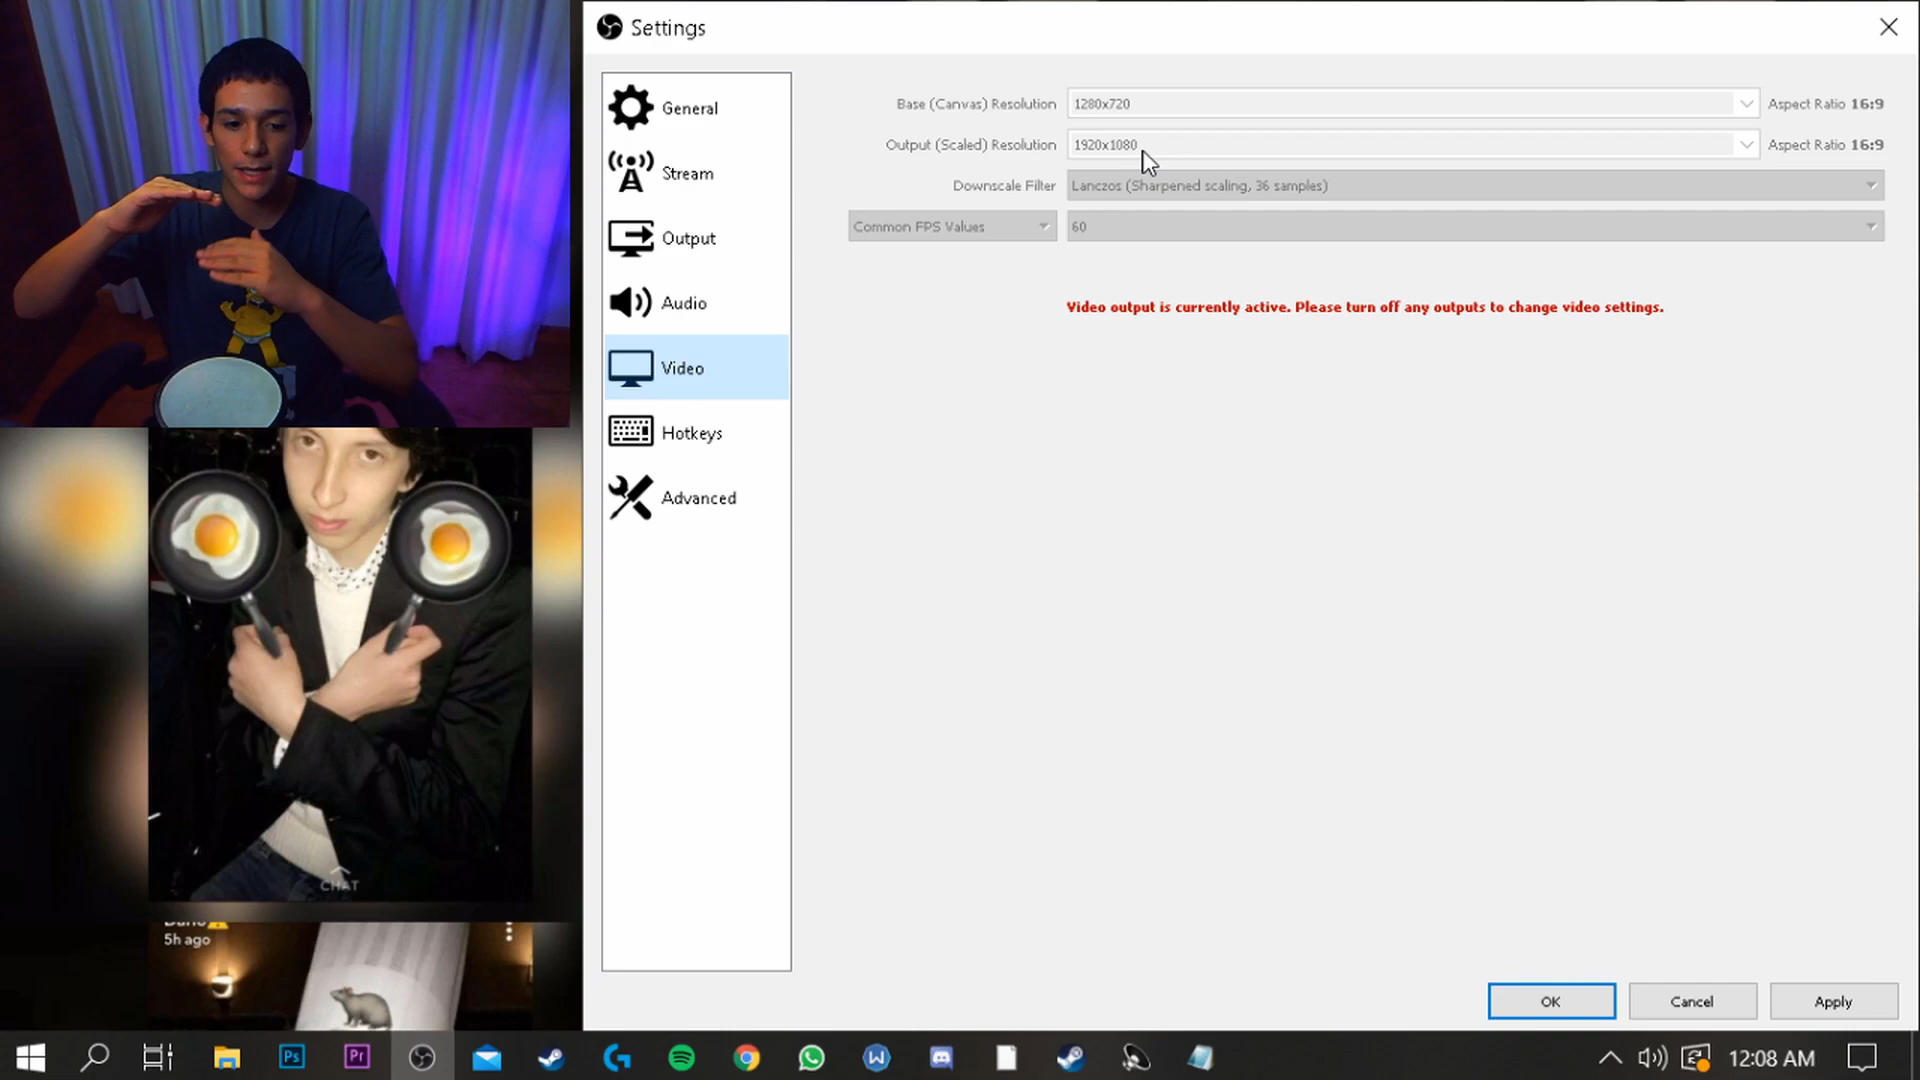 Settings
General
Stream
Output
Audio
Video
Hotkeys
Advanced
Base (Canvas) Resolution 1280x720 Aspect Ratio 16:9
Output (Scaled) Resolution 1920x1080 Aspect Ratio 16:9
Downscale Filter Lanczos (Sharpened scaling, 36 samples)
Common FPS Values 60
Video output is currently active. Please turn off any outputs to change video settings.
CHAT
5h ago
OK Cancel Apply
Ps Pr W 12:08 AM